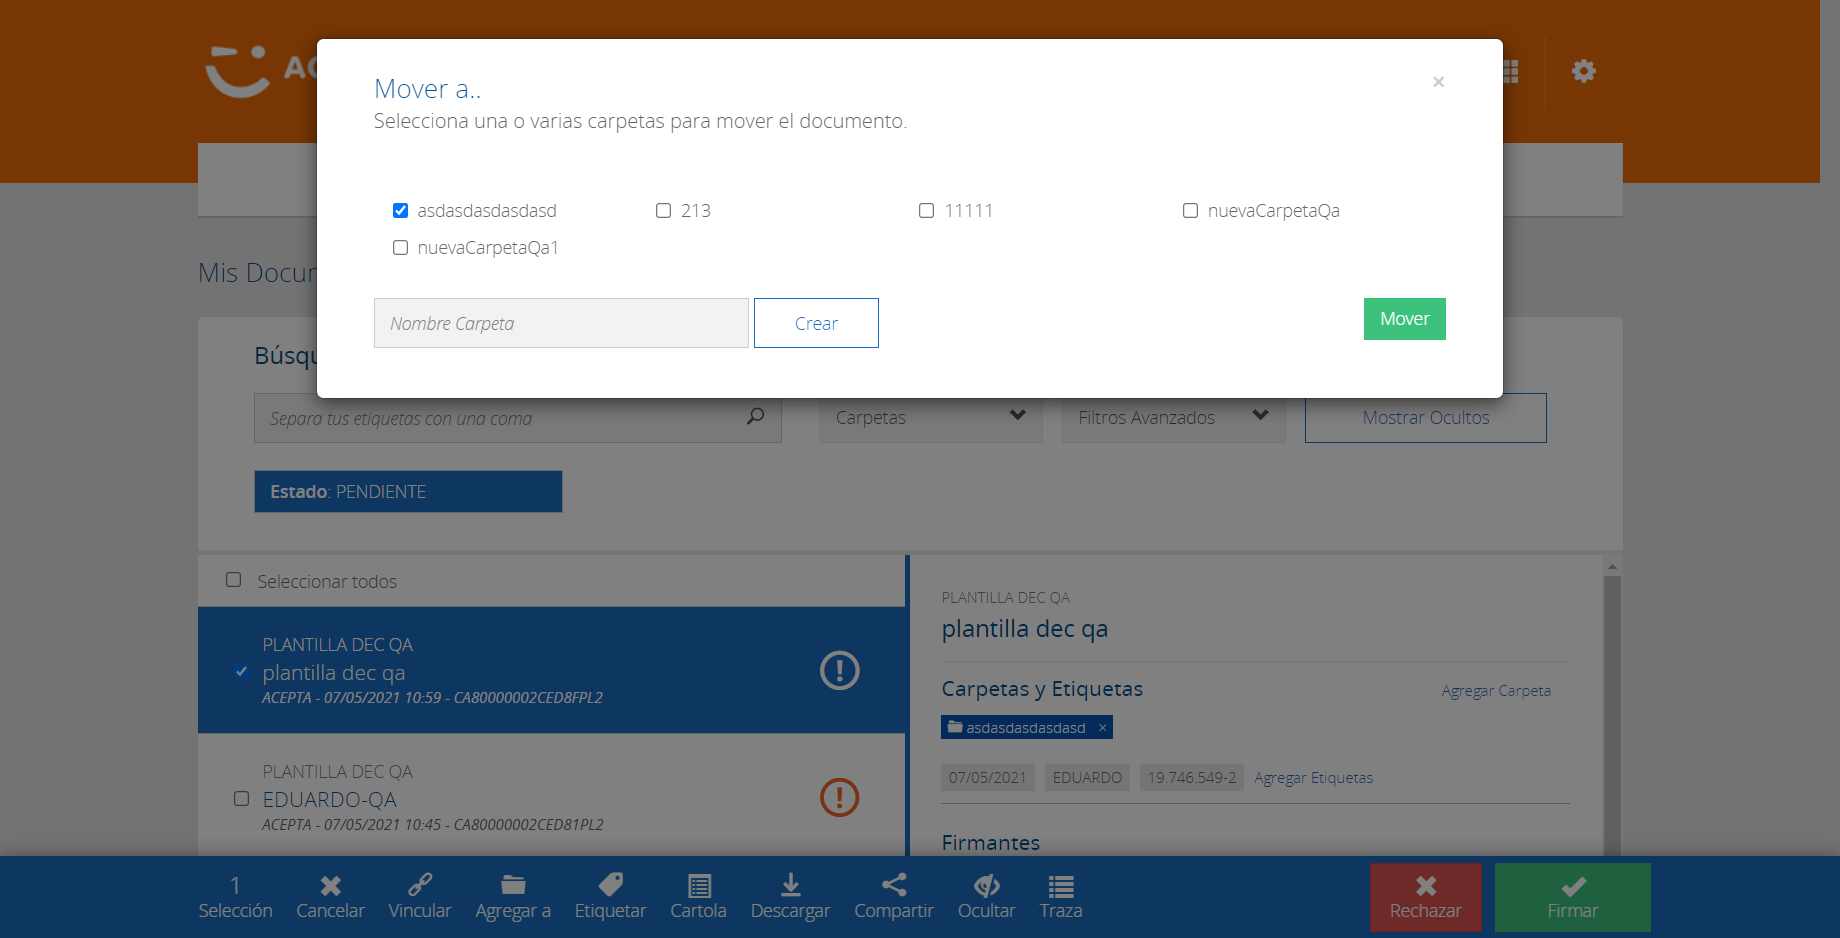 Mover a..
×
Selecciona una o varias carpetas para mover el documento.
asdasdasdasdasd
213
11111
nuevaCarpetaQa
nuevaCarpetaQa1
Nombre Carpeta
Crear
Mover
Mis Docum
Búsqu
Separa tus etiquetas con una coma
Carpetas
Filtros Avanzados
Mostrar Ocultos
Estado: PENDIENTE
Seleccionar todos
PLANTILLA DEC QA
plantilla dec qa
ACEPTA - 07/05/2021 10:59 - CA80000002CED8FPL2
PLANTILLA DEC QA
EDUARDO-QA
ACEPTA - 07/05/2021 10:45 - CA80000002CED81PL2
PLANTILLA DEC QA
plantilla dec qa
Carpetas y Etiquetas
Agregar Carpeta
asdasdasdasdasd ×
07/05/2021
EDUARDO
19.746.549-2
Agregar Etiquetas
Firmantes
1
Selección
Cancelar
Vincular
Agregar a
Etiquetar
Cartola
Descargar
Compartir
Ocultar
Traza
Rechazar
Firmar